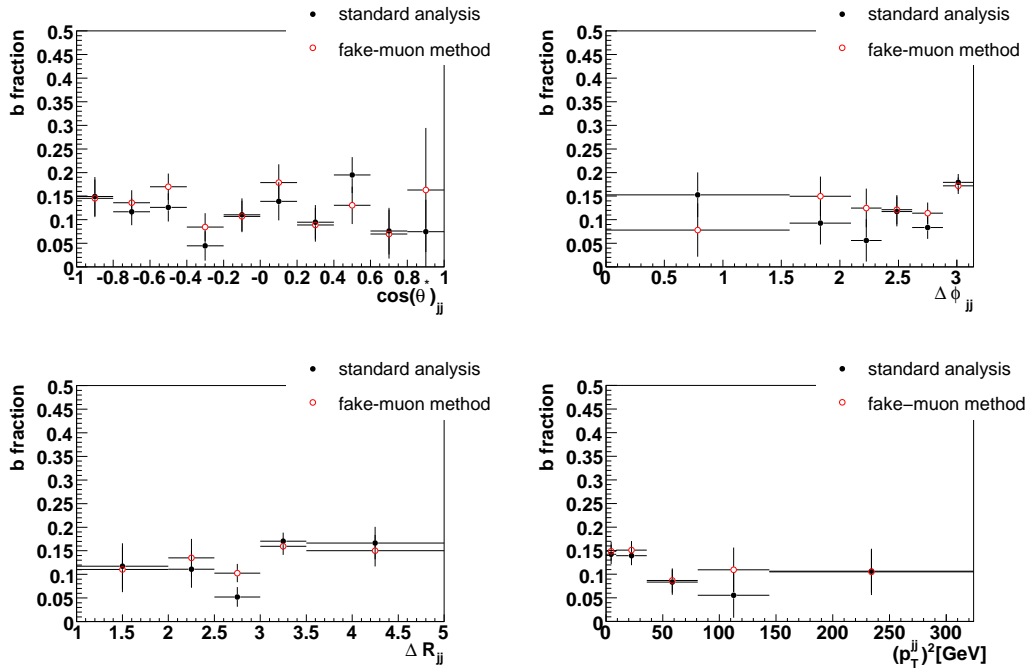 standard analysis
fake-muon method
b fraction
0.5
0.45
0.4
0.35
0.3
0.25
0.2
0.15
0.1
0.05
0
-1 -0.8 -0.6 -0.4 -0.2 -0 0.2 0.4 0.6 0.8 1
cos(θ*)jj
standard analysis
fake-muon method
b fraction
0.5
0.45
0.4
0.35
0.3
0.25
0.2
0.15
0.1
0.05
0
0 0.5 1 1.5 2 2.5 3
Δ ϕ jj
standard analysis
fake-muon method
b fraction
0.5
0.45
0.4
0.35
0.3
0.25
0.2
0.15
0.1
0.05
0
1 1.5 2 2.5 3 3.5 4 4.5 5
Δ Rjj
standard analysis
fake−muon method
b fraction
0.5
0.45
0.4
0.35
0.3
0.25
0.2
0.15
0.1
0.05
0
0 50 100 150 200 250 300
(pTjj)2[GeV]